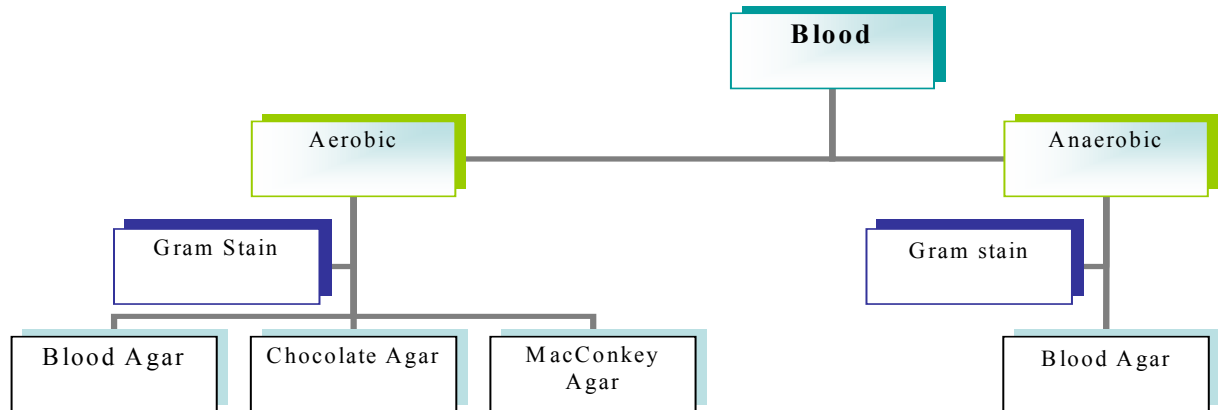 Blood
Aerobic
Anaerobic
Gram Stain
Gram stain
Blood Agar
Chocolate Agar
MacConkey
Agar
Blood Agar